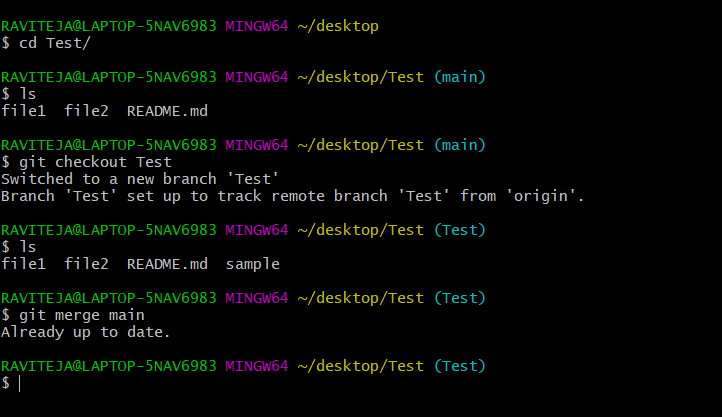 RAVITEJA@LAPTOP-5NAV6983 MINGW64 ~/desktop
$ cd Test/
RAVITEJA@LAPTOP-5NAV6983 MINGW64 ~/desktop/Test (main)
$ ls
file1  file2  README.md
RAVITEJA@LAPTOP-5NAV6983 MINGW64 ~/desktop/Test (main)
$ git checkout Test
Switched to a new branch 'Test'
Branch 'Test' set up to track remote branch 'Test' from 'origin'.
RAVITEJA@LAPTOP-5NAV6983 MINGW64 ~/desktop/Test (Test)
$ ls
file1  file2  README.md  sample
RAVITEJA@LAPTOP-5NAV6983 MINGW64 ~/desktop/Test (Test)
$ git merge main
Already up to date.
RAVITEJA@LAPTOP-5NAV6983 MINGW64 ~/desktop/Test (Test)
$